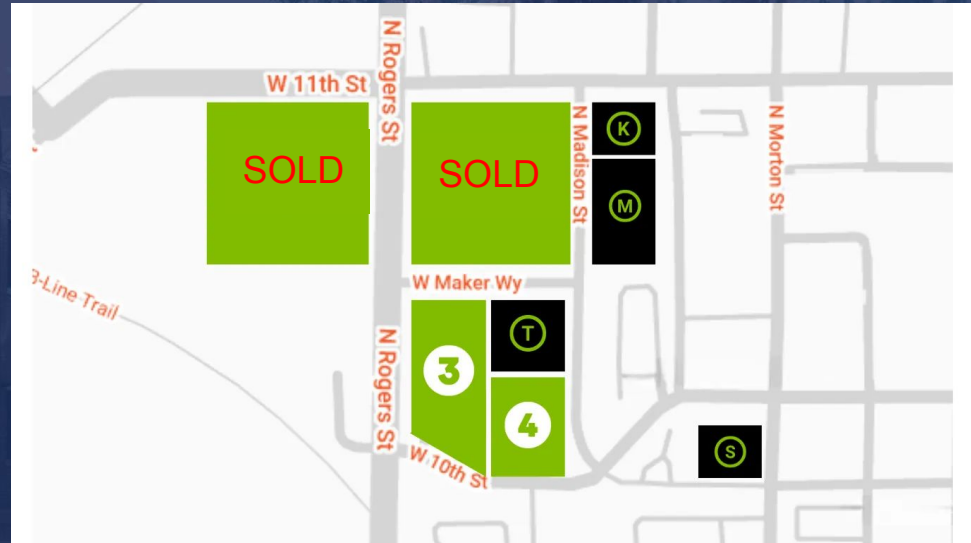 N Rogers St
W 11th St
SOLD
SOLD
N Madison St
K
M
N Morton St
W Maker Wy
-Line Trail
N Rogers St
3
T
4
W 10th St
S